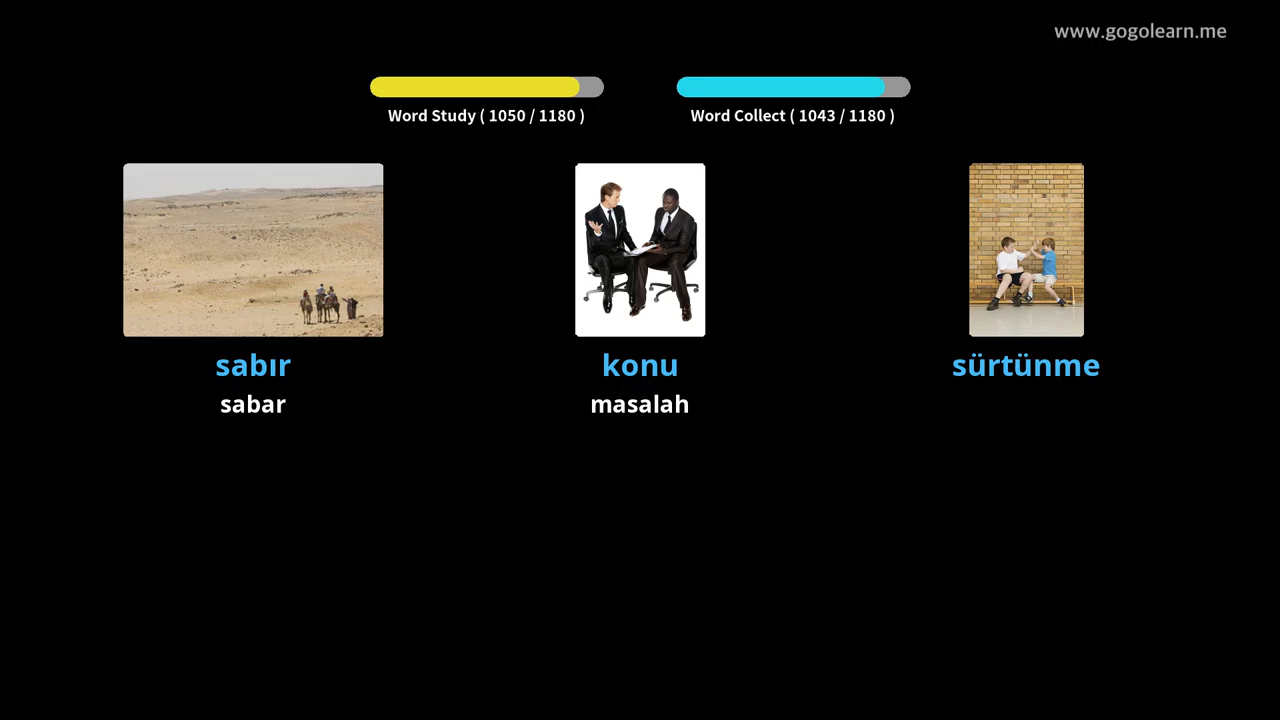 www.gogolearn.me
Word Study ( 1050 / 1180 )
Word Collect ( 1043 / 1180 )
sabır
konu
sürtünme
sabar
masalah